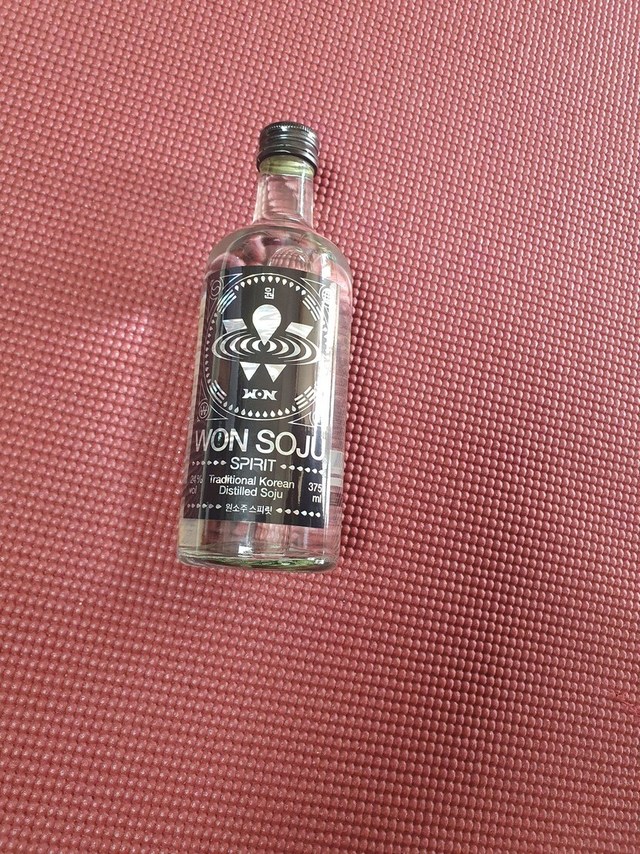 원
W·N
WON SOJU
SPIRIT
24% vol
Traditional Korean
Distilled Soju
375 ml
원소주 스피릿